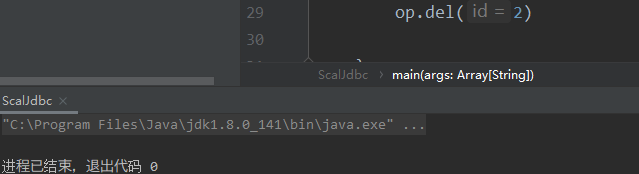 29 op.del( id = 2)
30
ScalJdbc › main(args: Array[String])
ScalJdbc ×
"C:\Program Files\Java\jdk1.8.0_141\bin\java.exe" ...
进程已结束，退出代码 0